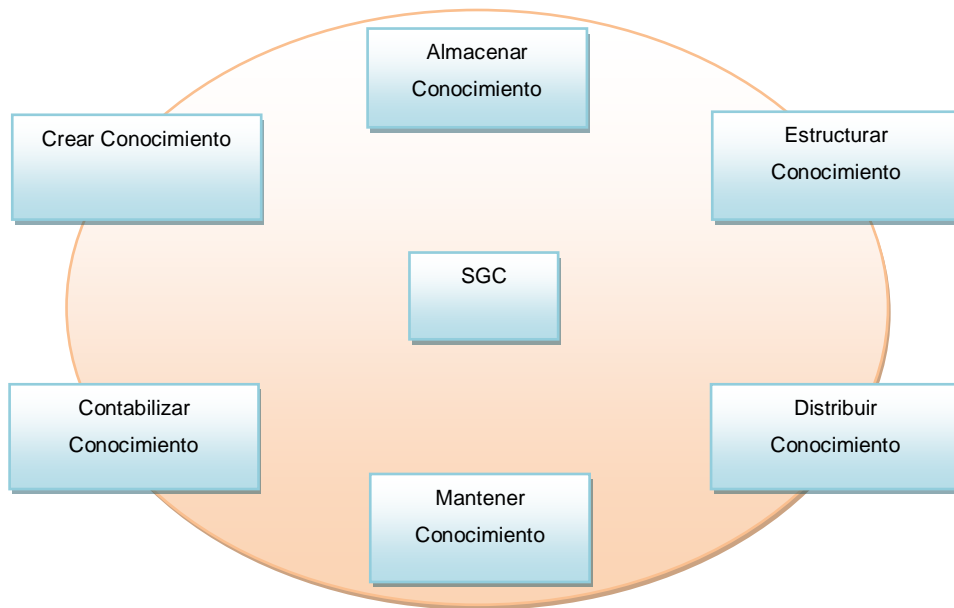 Almacenar
Conocimiento
Crear Conocimiento
Estructurar
Conocimiento
SGC
Contabilizar
Conocimiento
Distribuir
Conocimiento
Mantener
Conocimiento